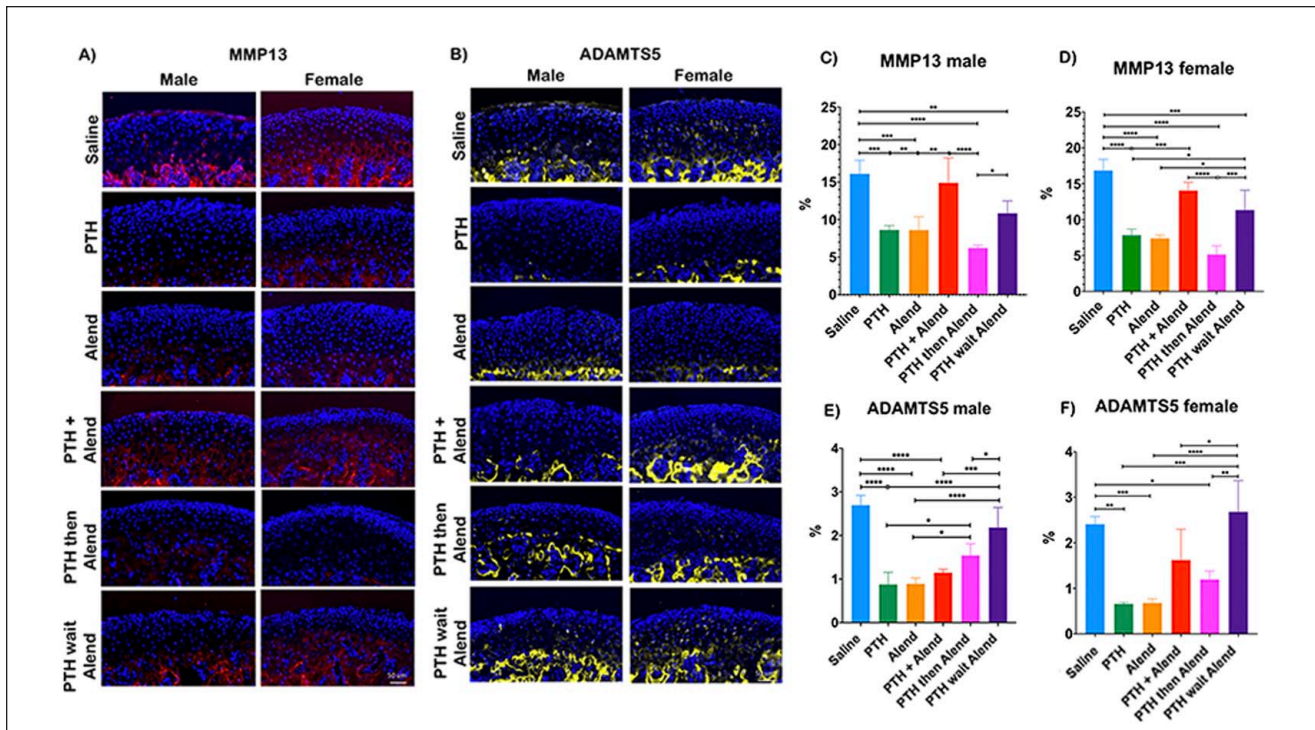 A)
MMP13
Male
Female
Saline
PTH
Alend
PTH +
Alend
PTH then
Alend
PTH wait
Alend
50 um
B)
ADAMTS5
Male
Female
Saline
PTH
Alend
PTH +
Alend
PTH then
Alend
PTH wait
Alend
C)
MMP13 male
%
25
20
15
10
5
0
**
****
***
*** ** ** ****
*
Saline
PTH
Alend
PTH + Alend
PTH then Alend
PTH wait Alend
D)
MMP13 female
%
25
20
15
10
5
0
***
****
****
**** ***
*
*
**** ***
Saline
PTH
Alend
PTH + Alend
PTH then Alend
PTH wait Alend
E)
ADAMTS5 male
%
4
3
2
1
0
**** *
**** ***
**** ****
****
*
*
Saline
PTH
Alend
PTH + Alend
PTH then Alend
PTH wait Alend
F)
ADAMTS5 female
%
4
3
2
1
0
*
****
***
* **
***
**
Saline
PTH
Alend
PTH + Alend
PTH then Alend
PTH wait Alend